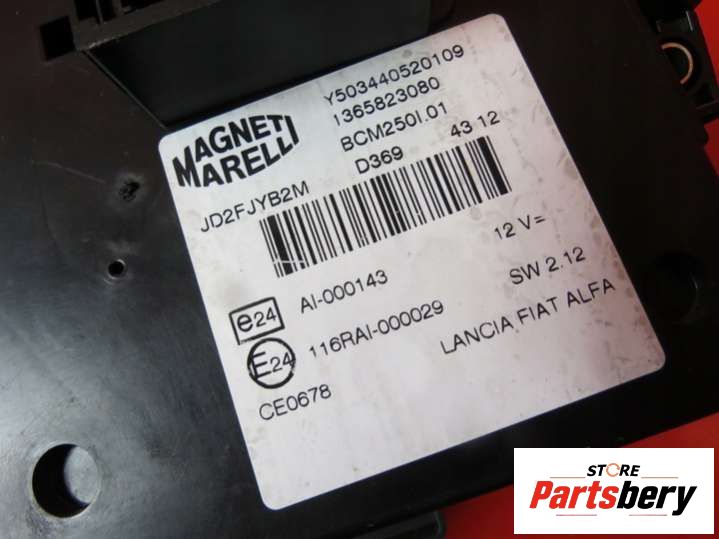 Y503440520109
1365823080
BCM250I.01
D369 43 12
MAGNETI
MARELLI
JD2FJYB2M
12 V=
AI-000143
SW 2.12
e24
116RAI-000029
LANCIA FIAT ALFA
E24
CE0678
STORE
Partsbery